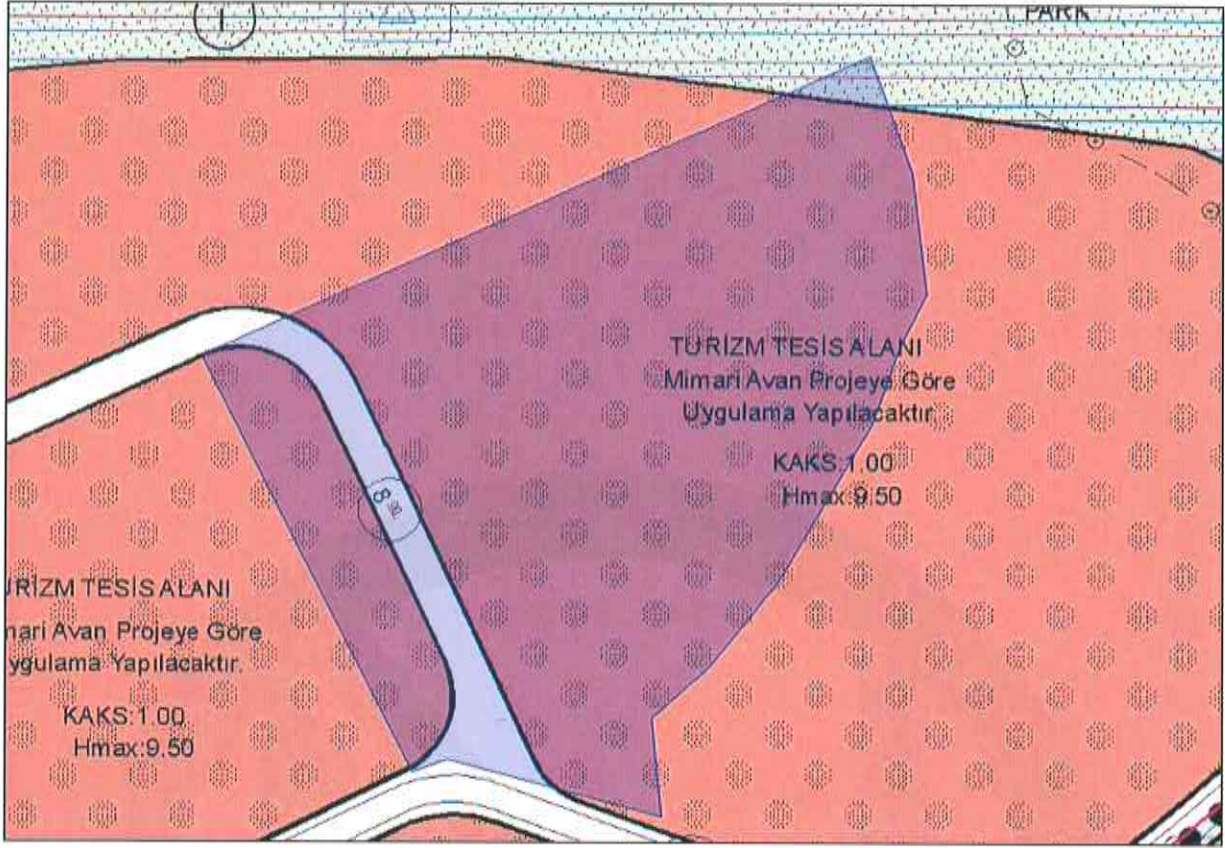 PARK
TURİZM TESİS ALANI
Mimari Avan Projeye Göre
Uygulama Yapılacaktır.
KAKS:1.00
Hmax:9.50
8.00
URİZM TESİS ALANI
mari Avan Projeye Göre
ygulama Yapılacaktır.
KAKS:1.00
Hmax:9.50